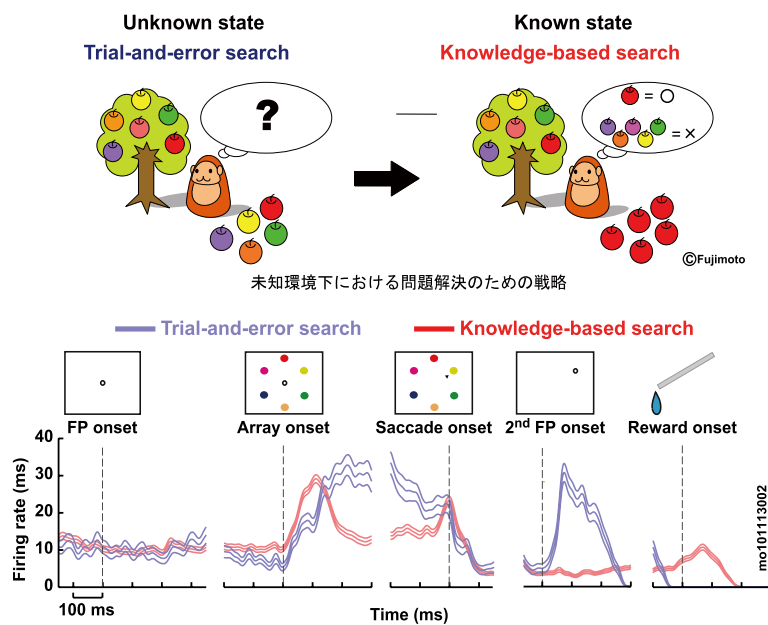 Unknown state
Known state
Trial-and-error search
Knowledge-based search
?
= ○
= ×
©Fujimoto
未知環境下における問題解決のための戦略
Trial-and-error search
Knowledge-based search
FP onset
Array onset
Saccade onset
2nd FP onset
Reward onset
Firing rate (ms)
40
30
20
10
0
100 ms
Time (ms)
mo101113002